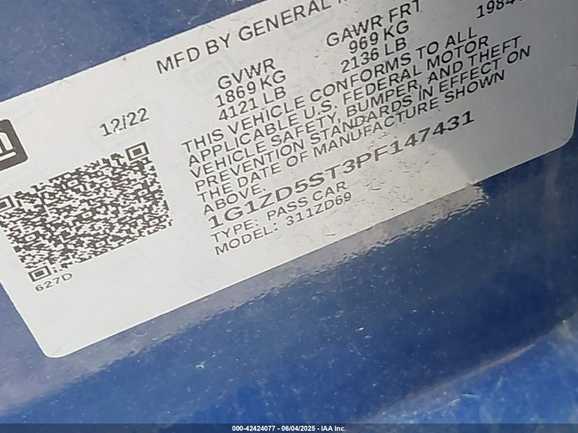 MFD BY GENERAL
12/22
GVWR
1869 KG
4121 LB
GAWR FRT
969 KG
2136 LB
THIS VEHICLE CONFORMS TO ALL
APPLICABLE U.S. FEDERAL MOTOR
VEHICLE SAFETY, BUMPER, AND THEFT
PREVENTION STANDARDS IN EFFECT ON
THE DATE OF MANUFACTURE SHOWN
ABOVE.
1G1ZD5ST3PF147431
TYPE: PASS CAR
MODEL: 311ZD69
627D
000-42424077 - 06/04/2025 - IAA Inc.